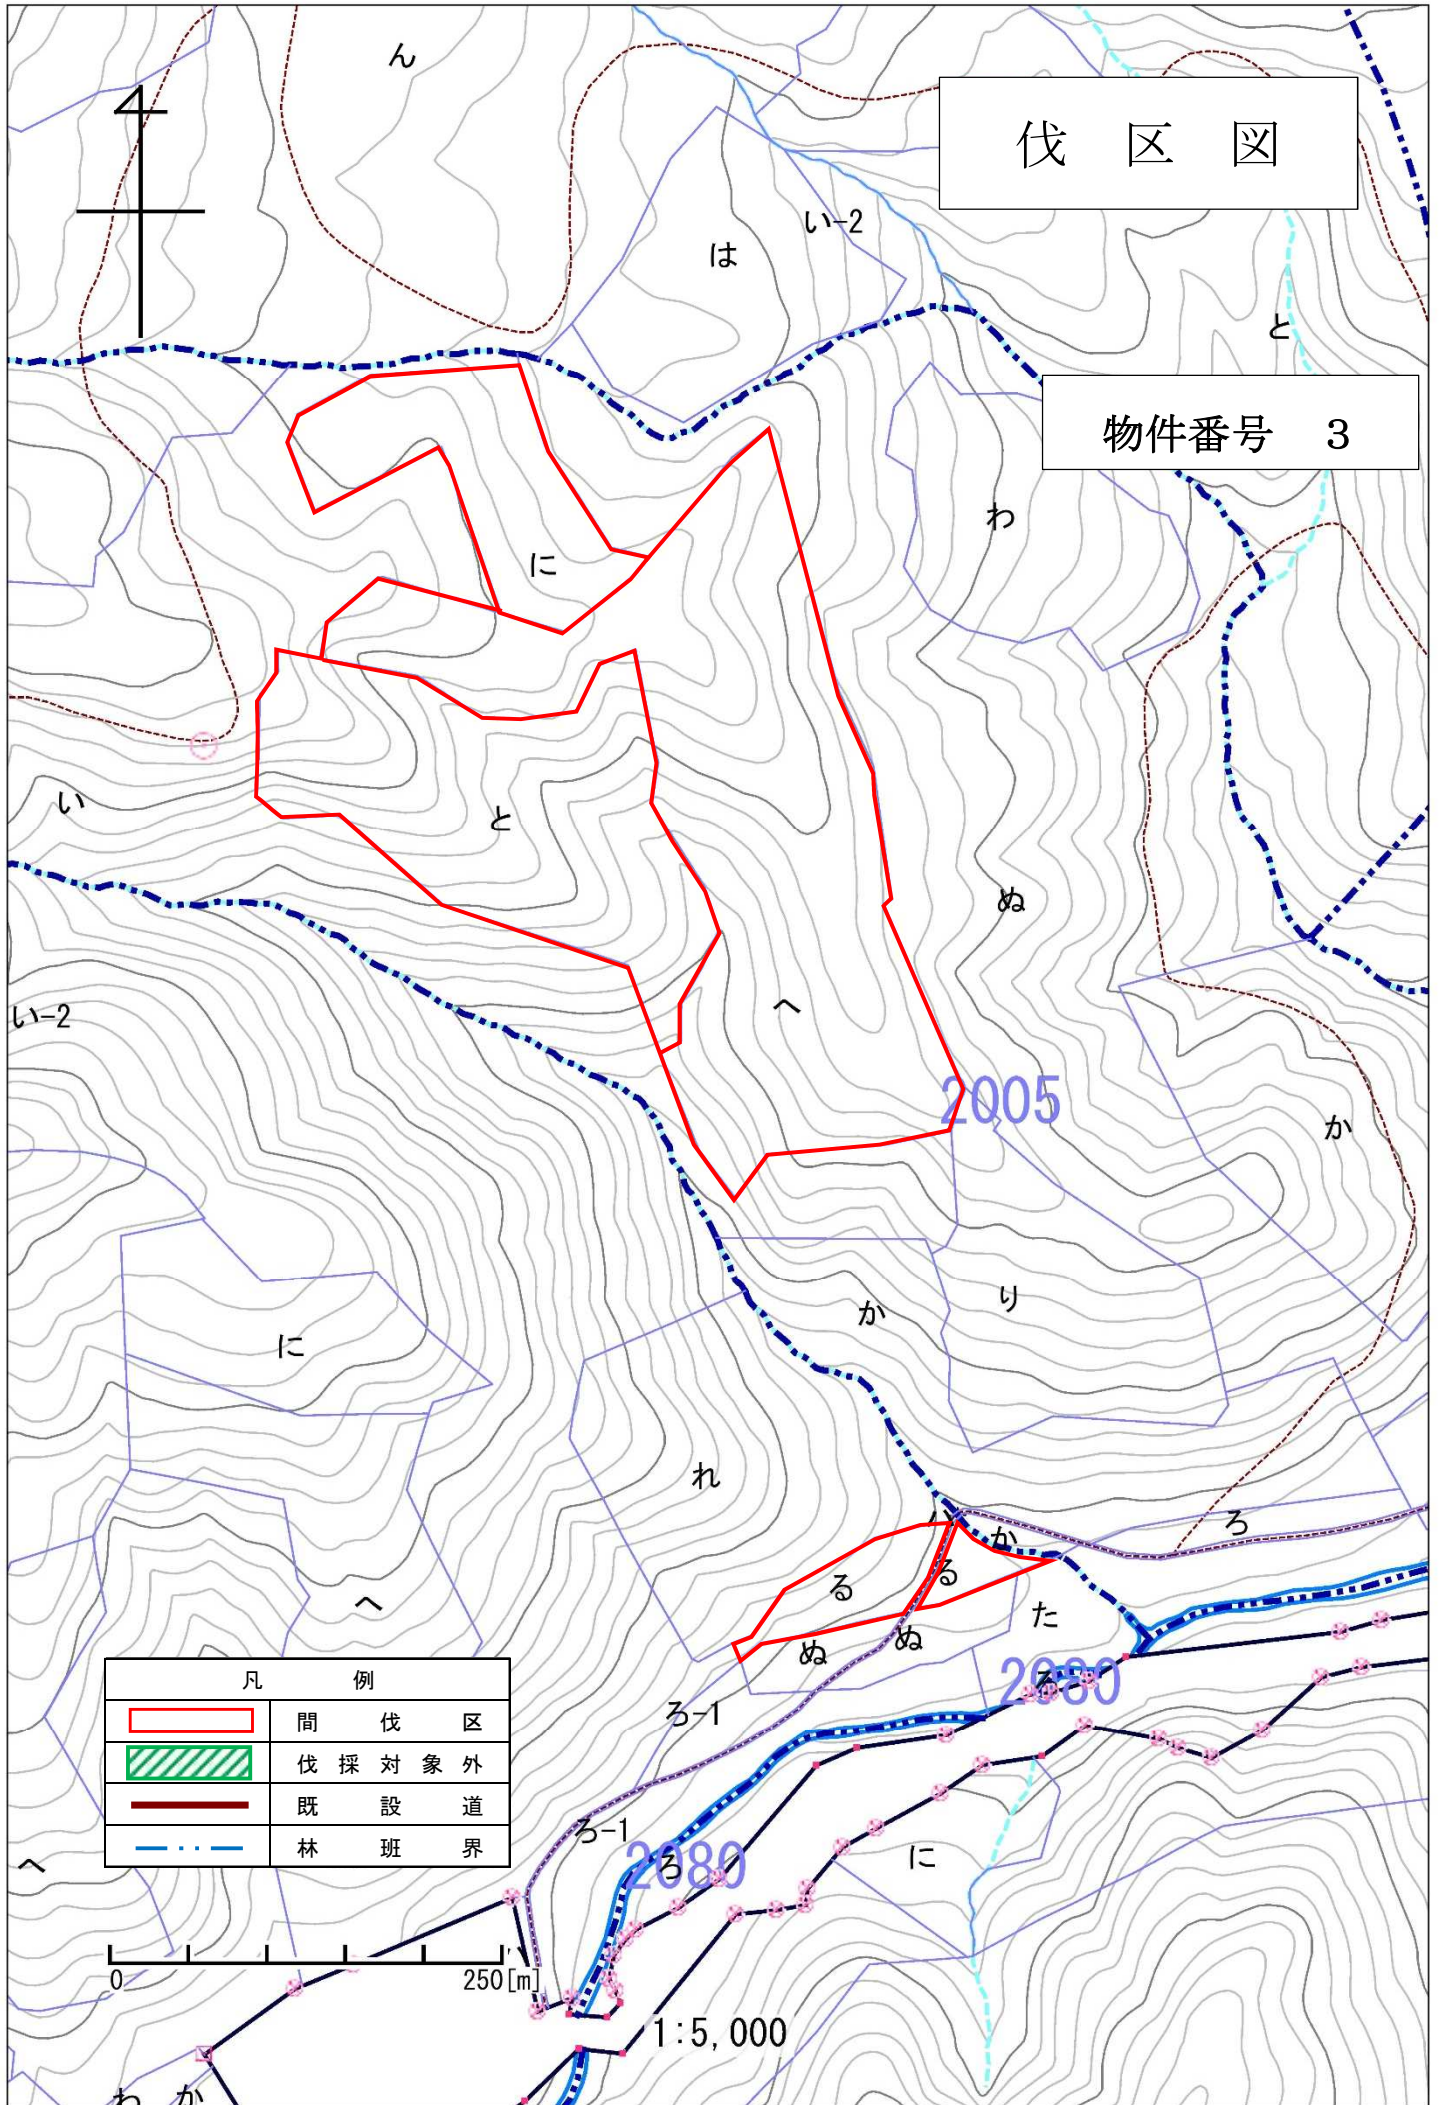 ん
伐 区 図
い-2
は
と
物件番号 3
わ
に
い
と
ぬ
い-2
へ
2005
か
り
か
に
れ
ろ
か
る
る
へ
た
ぬ
ぬ
2080
凡 例
ろ-1
間 伐 区
伐採対象外
既 設 道
林 班 界
ろ-1
に
へ
2080
ろ
0
250[m]
1:5,000
わ
か